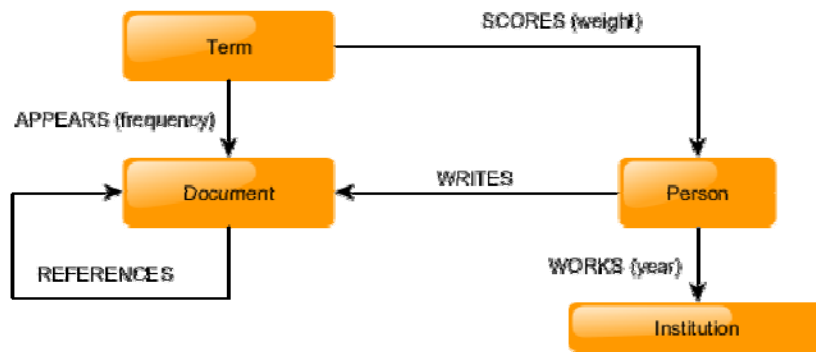 SCORES (weight)
Term
APPEARS (frequency)
Document
WRITES
Person
REFERENCES
WORKS (year)
Institution